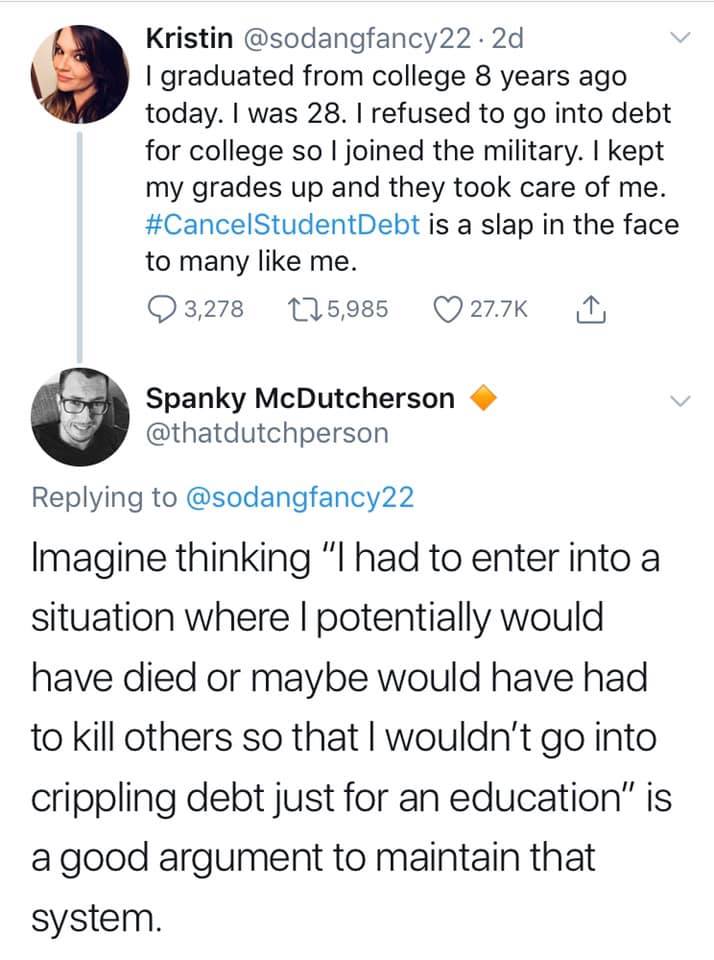 Kristin @sodangfancy22 · 2d
I graduated from college 8 years ago
today. I was 28. I refused to go into debt
for college so I joined the military. I kept
my grades up and they took care of me.
#CancelStudentDebt is a slap in the face
to many like me.
3,278 5,985 27.7K
Spanky McDutcherson 🔸
@thatdutchperson
Replying to @sodangfancy22
Imagine thinking "I had to enter into a
situation where I potentially would
have died or maybe would have had
to kill others so that I wouldn't go into
crippling debt just for an education" is
a good argument to maintain that
system.